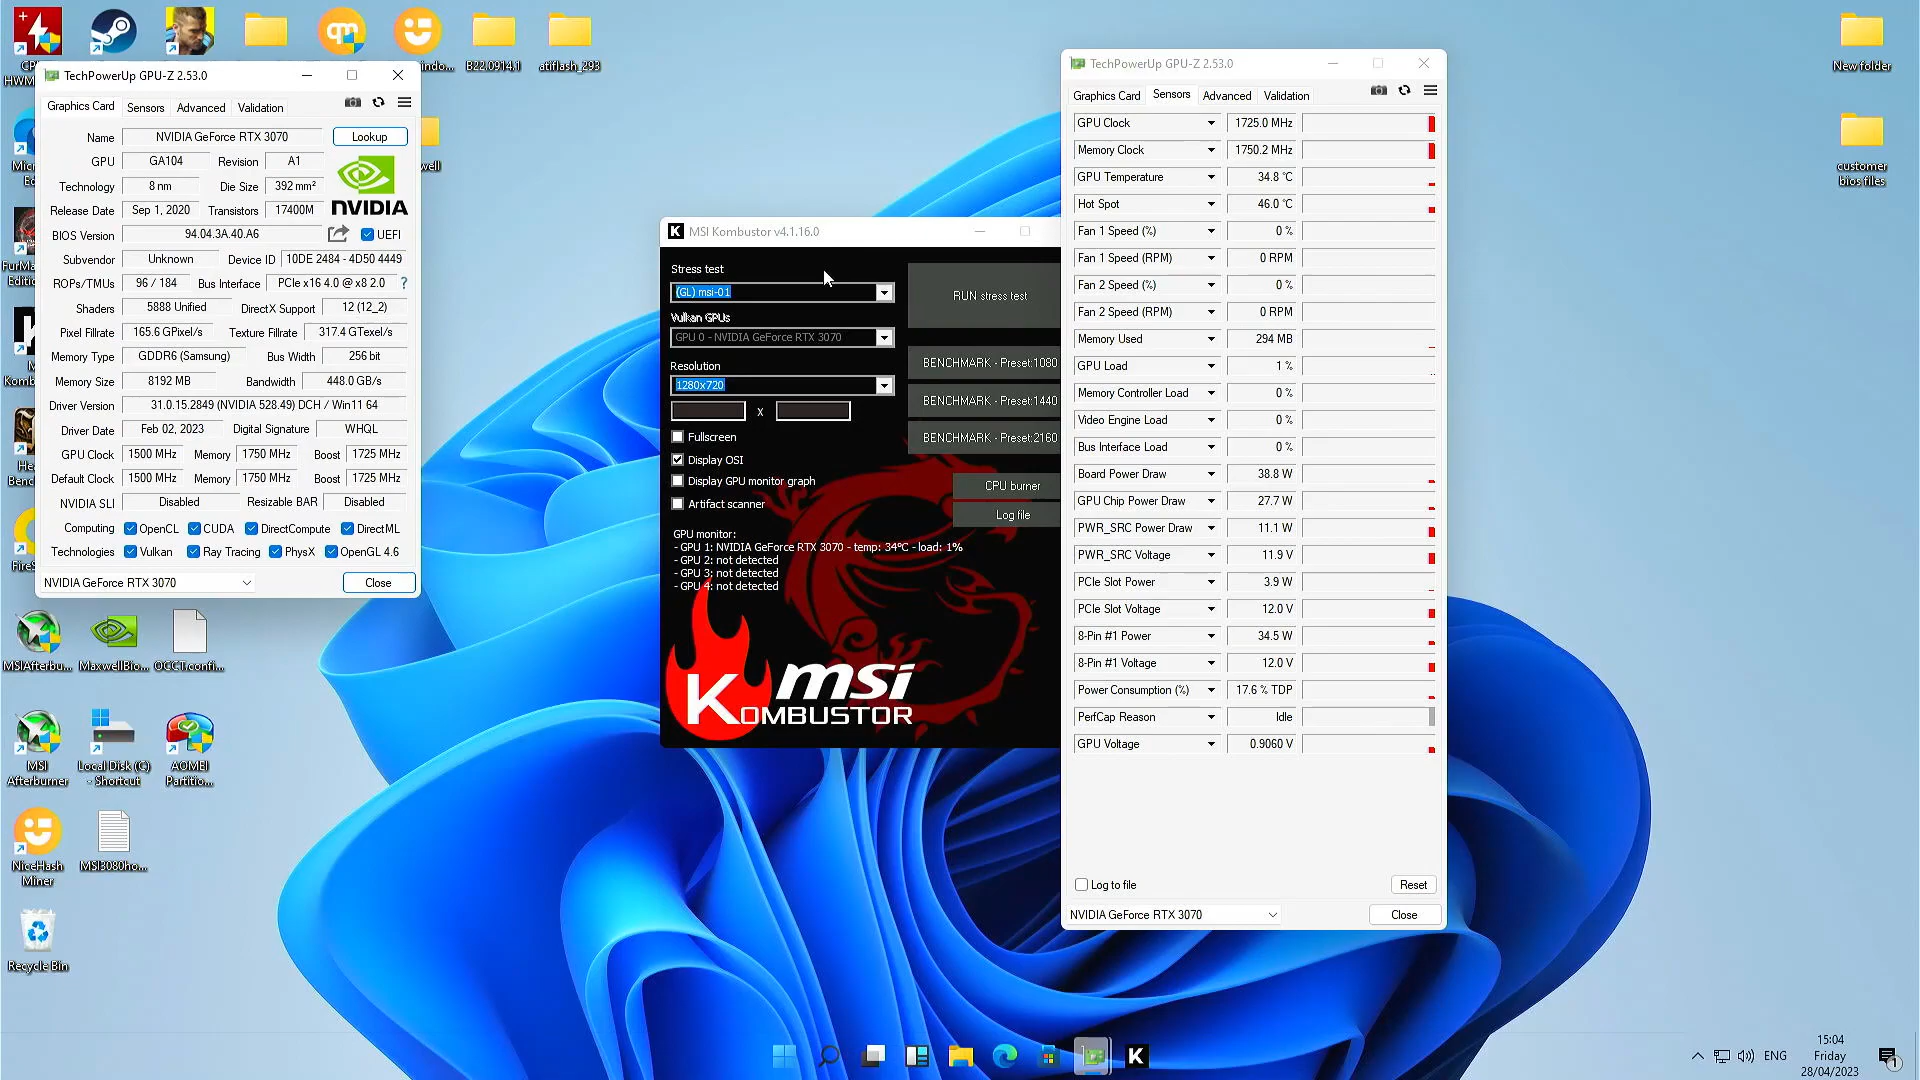 CP
HWM
indo...
B22.0914.1
atiflash_293
New folder
customer
bios files
well
TechPowerUp GPU-Z 2.53.0
Graphics Card
Sensors
Advanced
Validation
Name NVIDIA GeForce RTX 3070 Lookup
GPU GA104 Revision A1
Technology 8 nm Die Size 392 mm²
Release Date Sep 1, 2020 Transistors 17400M
NVIDIA
BIOS Version 94.04.3A.40.A6 UEFI
Subvendor Unknown Device ID 10DE 2484 - 4D50 4449
ROPs/TMUs 96 / 184 Bus Interface PCIe x16 4.0 @ x8 2.0 ?
Shaders 5888 Unified DirectX Support 12 (12_2)
Pixel Fillrate 165.6 GPixel/s Texture Fillrate 317.4 GTexel/s
Memory Type GDDR6 (Samsung) Bus Width 256 bit
Memory Size 8192 MB Bandwidth 448.0 GB/s
Driver Version 31.0.15.2849 (NVIDIA 528.49) DCH / Win11 64
Driver Date Feb 02, 2023 Digital Signature WHQL
GPU Clock 1500 MHz Memory 1750 MHz Boost 1725 MHz
Default Clock 1500 MHz Memory 1750 MHz Boost 1725 MHz
NVIDIA SLI Disabled Resizable BAR Disabled
Computing OpenCL CUDA DirectCompute DirectML
Technologies Vulkan Ray Tracing PhysX OpenGL 4.6
NVIDIA GeForce RTX 3070 Close
MSIAfterbu...
MaxwellBio...
OCCT.confi...
MSI
Afterburner
Local Disk (C)
- Shortcut
AOMEI
Partitio...
NiceHash
Miner
MSI3080ho...
Recycle Bin
K MSI Kombustor v4.1.16.0
Stress test
(GL) msi-01
RUN stress test
Vulkan GPUs
GPU 0 - NVIDIA GeForce RTX 3070
Resolution
BENCHMARK - Preset:1080
1280x720
BENCHMARK - Preset:1440
x
Fullscreen
BENCHMARK - Preset:2160
Display OSI
Display GPU monitor graph
CPU burner
Artifact scanner
Log file
GPU monitor:
- GPU 1: NVIDIA GeForce RTX 3070 - temp: 34ºC - load: 1%
- GPU 2: not detected
- GPU 3: not detected
- GPU 4: not detected
msi
KOMBUSTOR
TechPowerUp GPU-Z 2.53.0
Graphics Card
Sensors
Advanced
Validation
GPU Clock 1725.0 MHz
Memory Clock 1750.2 MHz
GPU Temperature 34.8 °C
Hot Spot 46.0 °C
Fan 1 Speed (%) 0 %
Fan 1 Speed (RPM) 0 RPM
Fan 2 Speed (%) 0 %
Fan 2 Speed (RPM) 0 RPM
Memory Used 294 MB
GPU Load 1 %
Memory Controller Load 0 %
Video Engine Load 0 %
Bus Interface Load 0 %
Board Power Draw 38.8 W
GPU Chip Power Draw 27.7 W
PWR_SRC Power Draw 11.1 W
PWR_SRC Voltage 11.9 V
PCIe Slot Power 3.9 W
PCIe Slot Voltage 12.0 V
8-Pin #1 Power 34.5 W
8-Pin #1 Voltage 12.0 V
Power Consumption (%) 17.6 % TDP
PerfCap Reason Idle
GPU Voltage 0.9060 V
Log to file Reset
NVIDIA GeForce RTX 3070 Close
K
ENG
15:04
Friday
28/04/2023
1